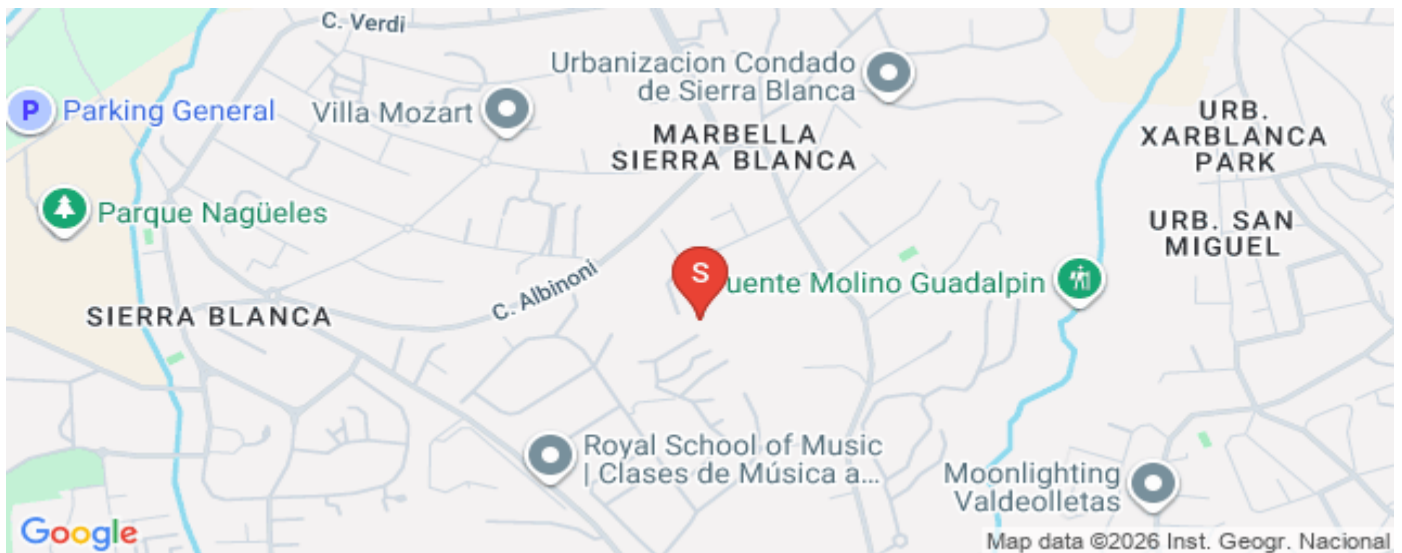 C. Verdi
Urbanizacion Condado
de Sierra Blanca
P
Parking General
Villa Mozart
MARBELLA
SIERRA BLANCA
URB.
XARBLANCA
PARK
Parque Nagüeles
URB. SAN
MIGUEL
C. Albinoni
S
uente Molino Guadalpin
SIERRA BLANCA
Royal School of Music
| Clases de Música a...
Moonlighting
Valdeolletas
Google
Map data ©2026 Inst. Geogr. Nacional